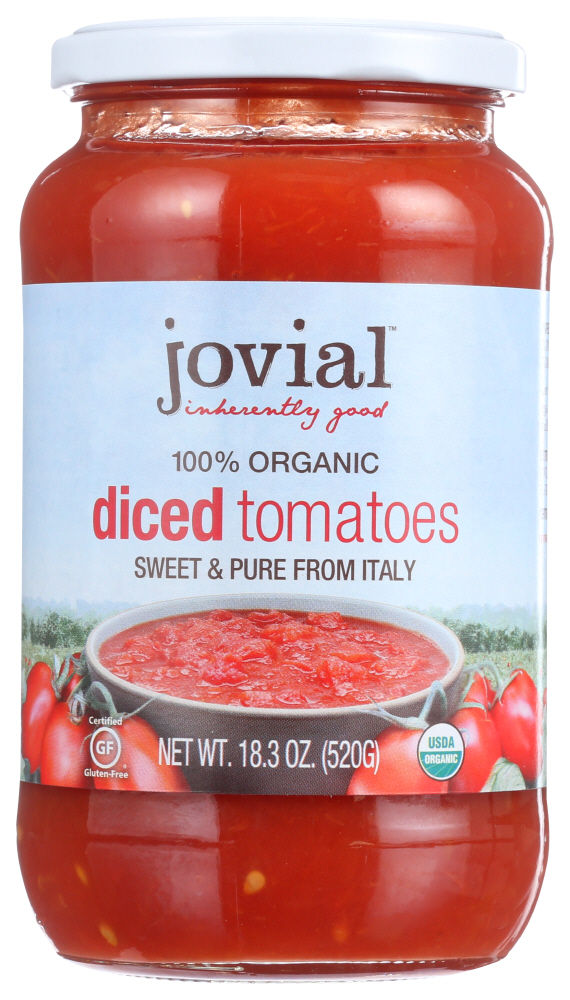 jovial™
inherently good
100% ORGANIC
diced tomatoes
SWEET & PURE FROM ITALY
Certified
GF
Gluten-Free
NET WT. 18.3 OZ. (520G)
USDA
ORGANIC